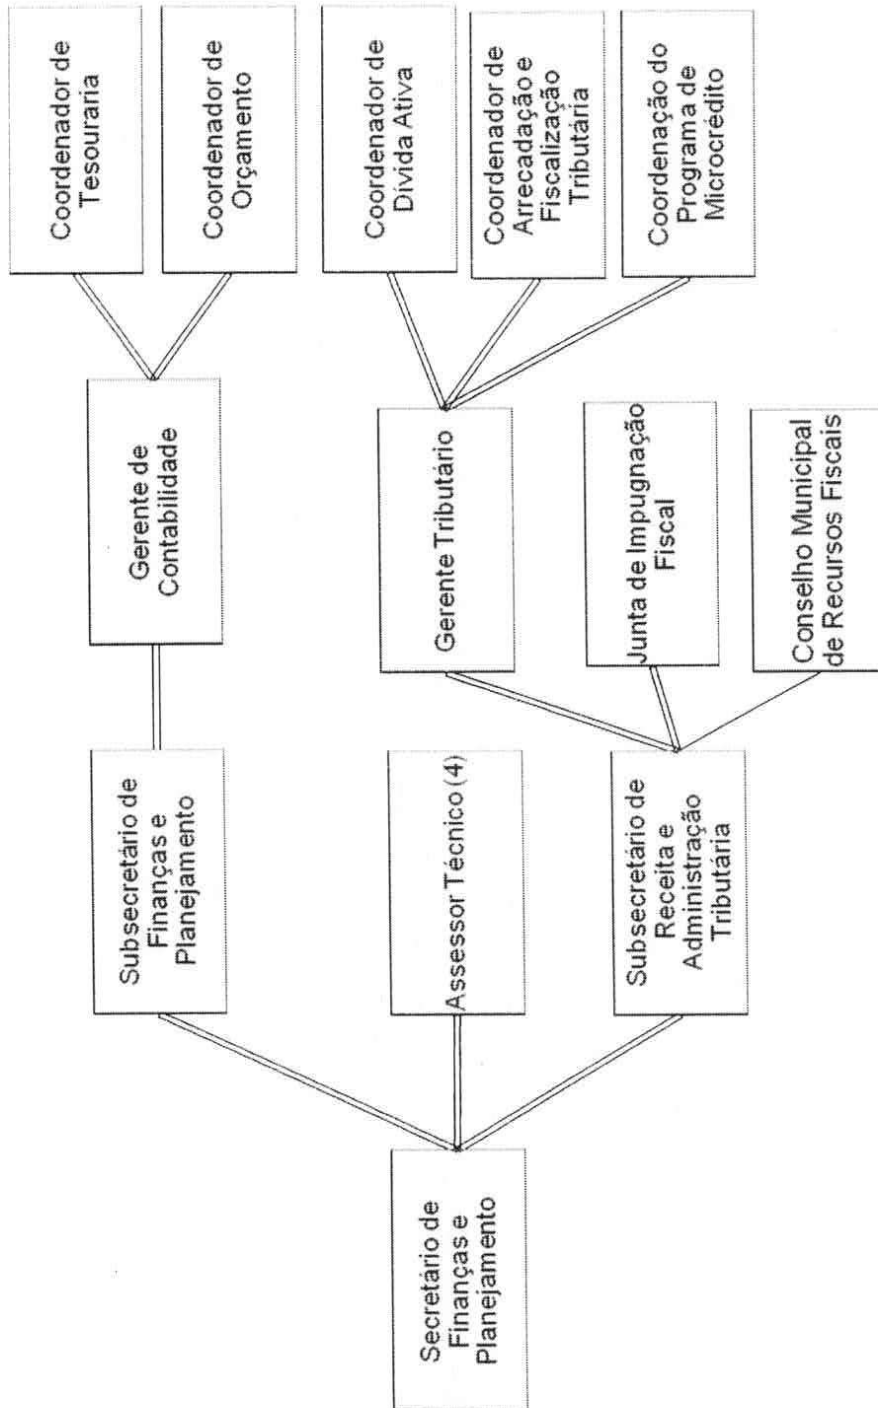 Secretário de
Finanças e
Planejamento
Subsecretário de
Finanças e
Planejamento
Assessor Técnico (4)
Subsecretário de
Receita e
Administração
Tributária
Gerente de
Contabilidade
Gerente Tributário
Junta de Impugnação
Fiscal
Conselho Municipal
de Recursos Fiscais
Coordenador de
Tesouraria
Coordenador de
Orçamento
Coordenador de
Dívida Ativa
Coordenador de
Arrecadação e
Fiscalização
Tributária
Coordenação do
Programa de
Microcrédito